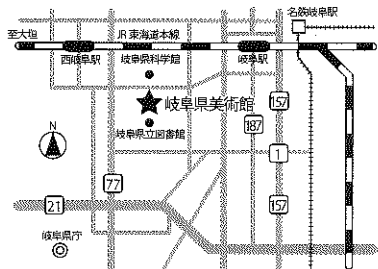 名鉄岐阜駅
至大垣
JR東海道本線
西岐阜駅
岐阜県科学館
岐阜駅
岐阜県美術館
157
187
岐阜県立図書館
N
1
77
21
157
岐阜県庁